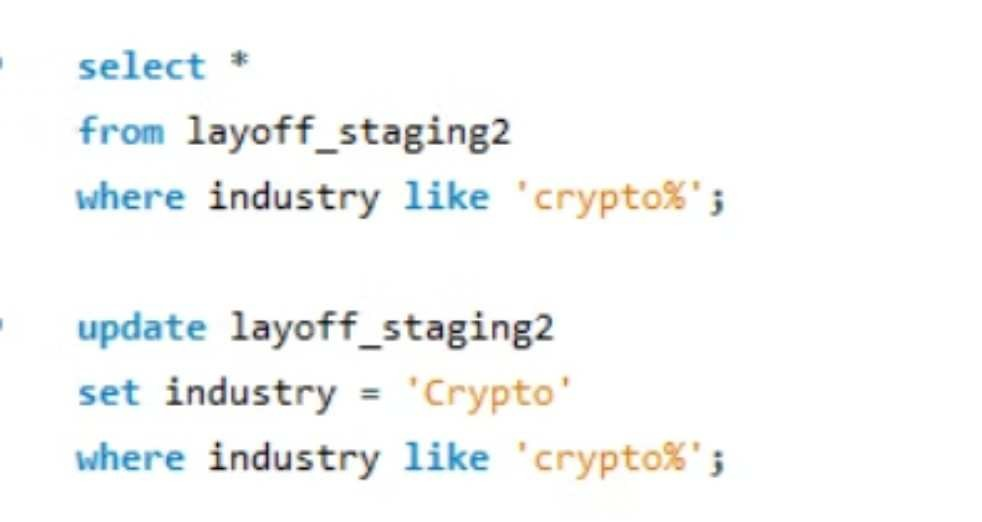 select *
from layoff_staging2
where industry like 'crypto%';
update layoff_staging2
set industry = 'Crypto'
where industry like 'crypto%';